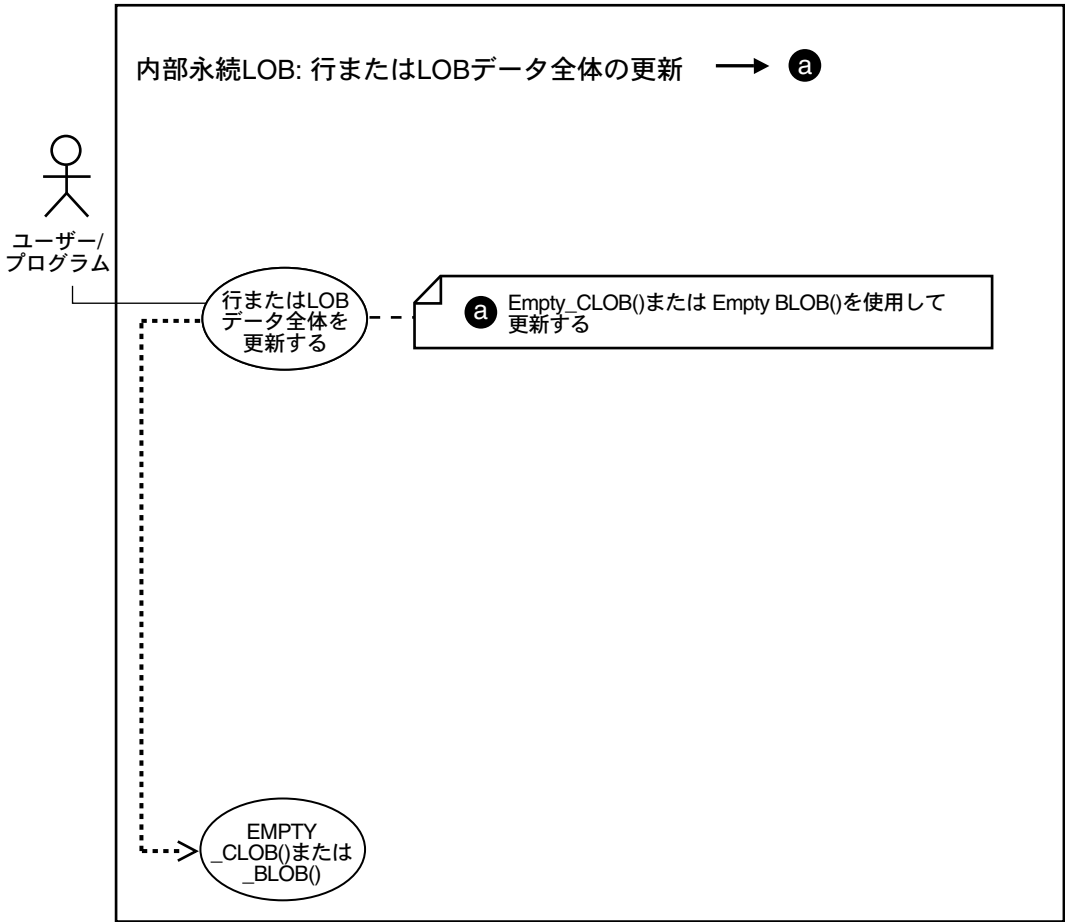 内部永続LOB: 行またはLOBデータ全体の更新 a
ユーザー/
プログラム
行またはLOB
データ全体を
更新する
a Empty_CLOB()または Empty BLOB()を使用して
更新する
EMPTY
_CLOB()または
_BLOB()